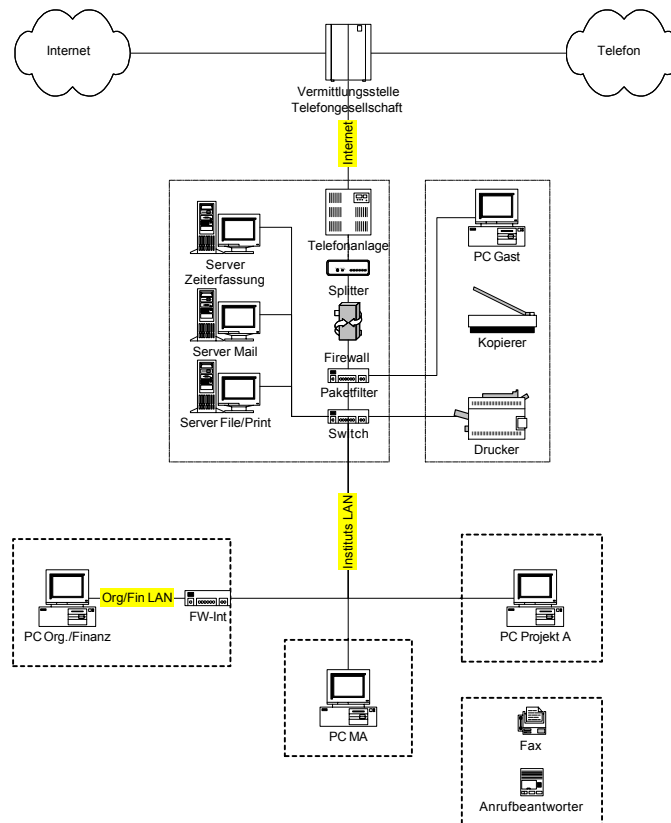 Internet
Telefon
Vermittlungsstelle
Telefongesellschaft
Internet
Telefonanlage
PC Gast
Server
Zeiterfassung
Splitter
Server Mail
Firewall
Kopierer
Paketfilter
Server File/Print
Switch
Drucker
Instituts LAN
Org/Fin LAN
PC Org./Finanz
FW-Int
PC Projekt A
PC MA
Fax
Anrufbeantworter